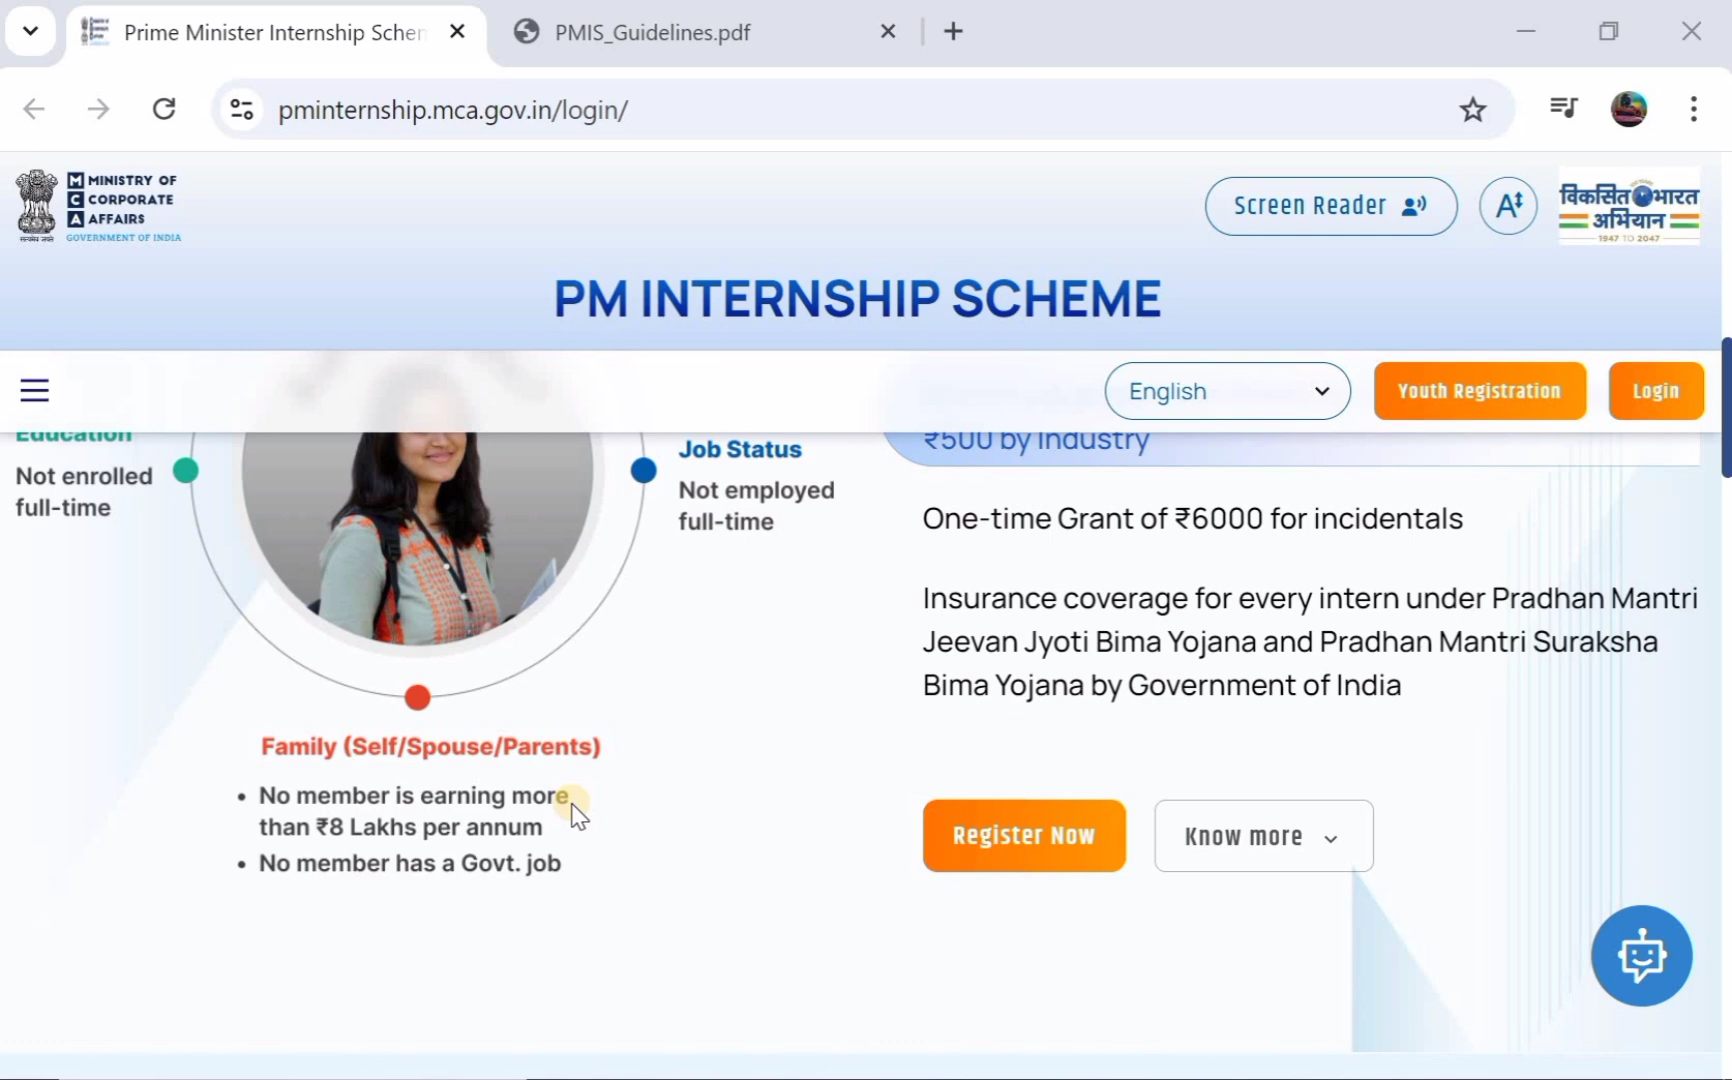 Prime Minister Internship Schem
PMIS_Guidelines.pdf
pminternship.mca.gov.in/login/
MINISTRY OF
CORPORATE
AFFAIRS
GOVERNMENT OF INDIA
सत्यमेव जयते
Screen Reader
A
विकसित भारत
अभियान
1947 TO 2047
PM INTERNSHIP SCHEME
English
Youth Registration
Login
Education
Not enrolled
full-time
Job Status
Not employed
full-time
₹500 by Industry
One-time Grant of ₹6000 for incidentals
Insurance coverage for every intern under Pradhan Mantri
Jeevan Jyoti Bima Yojana and Pradhan Mantri Suraksha
Bima Yojana by Government of India
Family (Self/Spouse/Parents)
• No member is earning more
than ₹8 Lakhs per annum
• No member has a Govt. job
Register Now
Know more